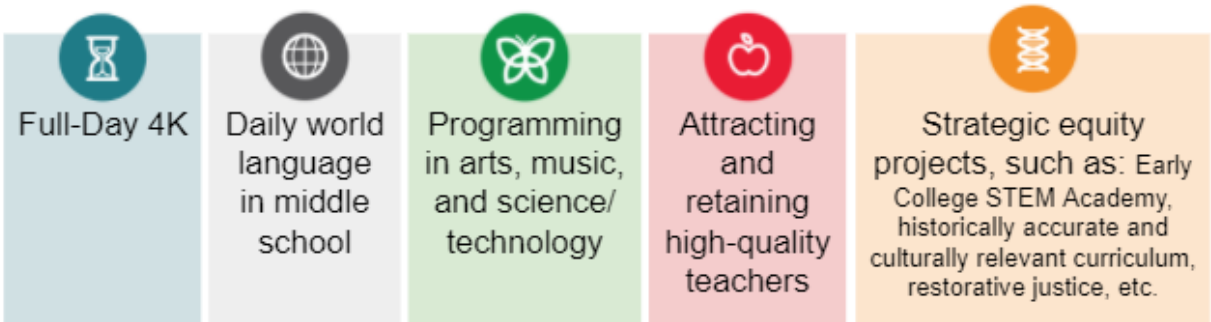 Full-Day 4K
Daily world
language
in middle
school
Programming
in arts, music,
and science/
technology
Attracting
and
retaining
high-quality
teachers
Strategic equity
projects, such as: Early
College STEM Academy,
historically accurate and
culturally relevant curriculum,
restorative justice, etc.